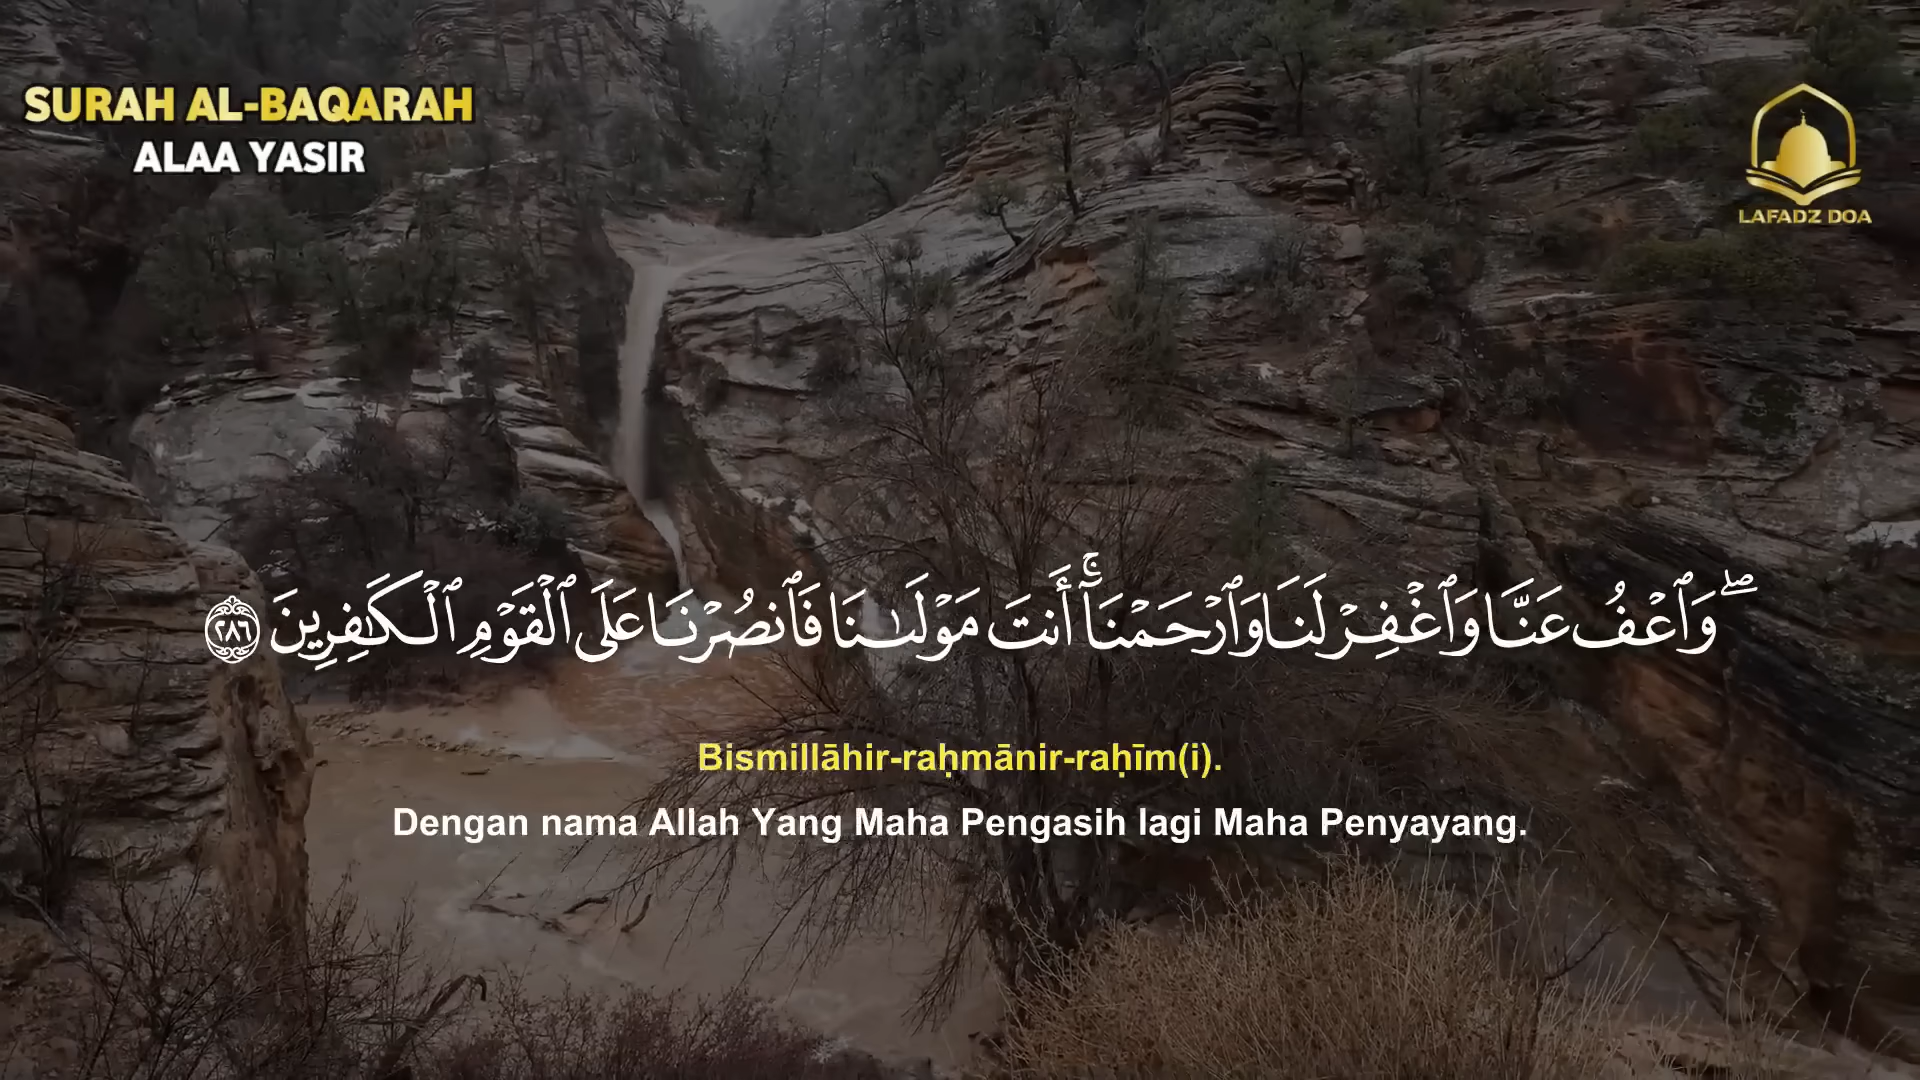 SURAH AL-BAQARAH
ALAA YASIR
LAFADZ DOA
ۖ وَٱعْفُ عَنَّا وَٱغْفِرْ لَنَا وَٱرْحَمْنَآ ۚ أَنتَ مَوْلَىٰنَا فَٱنصُرْنَا عَلَى ٱلْقَوْمِ ٱلْكَـٰفِرِينَ ٢٨٦
Bismillāhir-raḥmānir-raḥīm(i).
Dengan nama Allah Yang Maha Pengasih lagi Maha Penyayang.